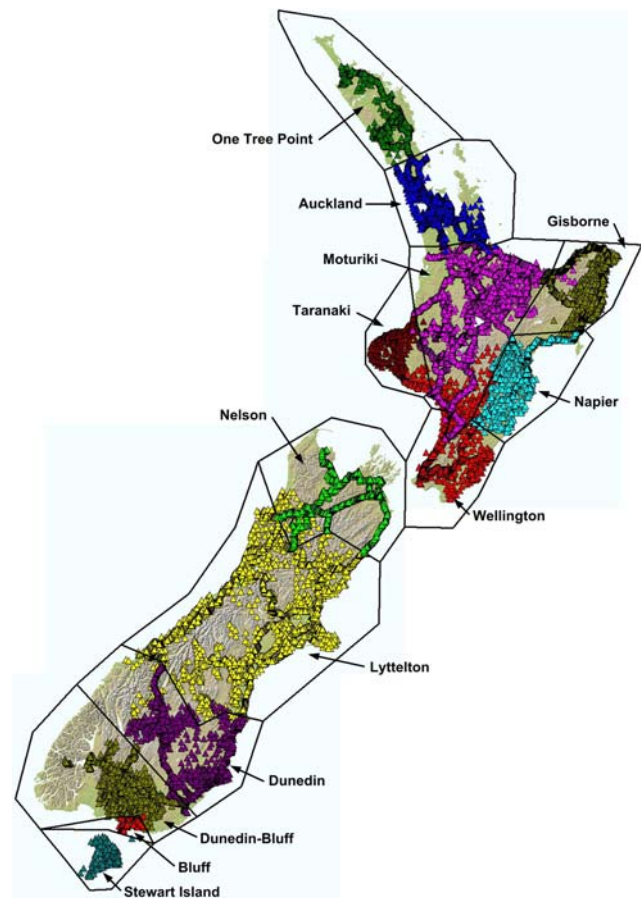 One Tree Point
Auckland
Gisborne
Moturiki
Taranaki
Napier
Nelson
Wellington
Lyttelton
Dunedin
Dunedin-Bluff
Bluff
Stewart Island